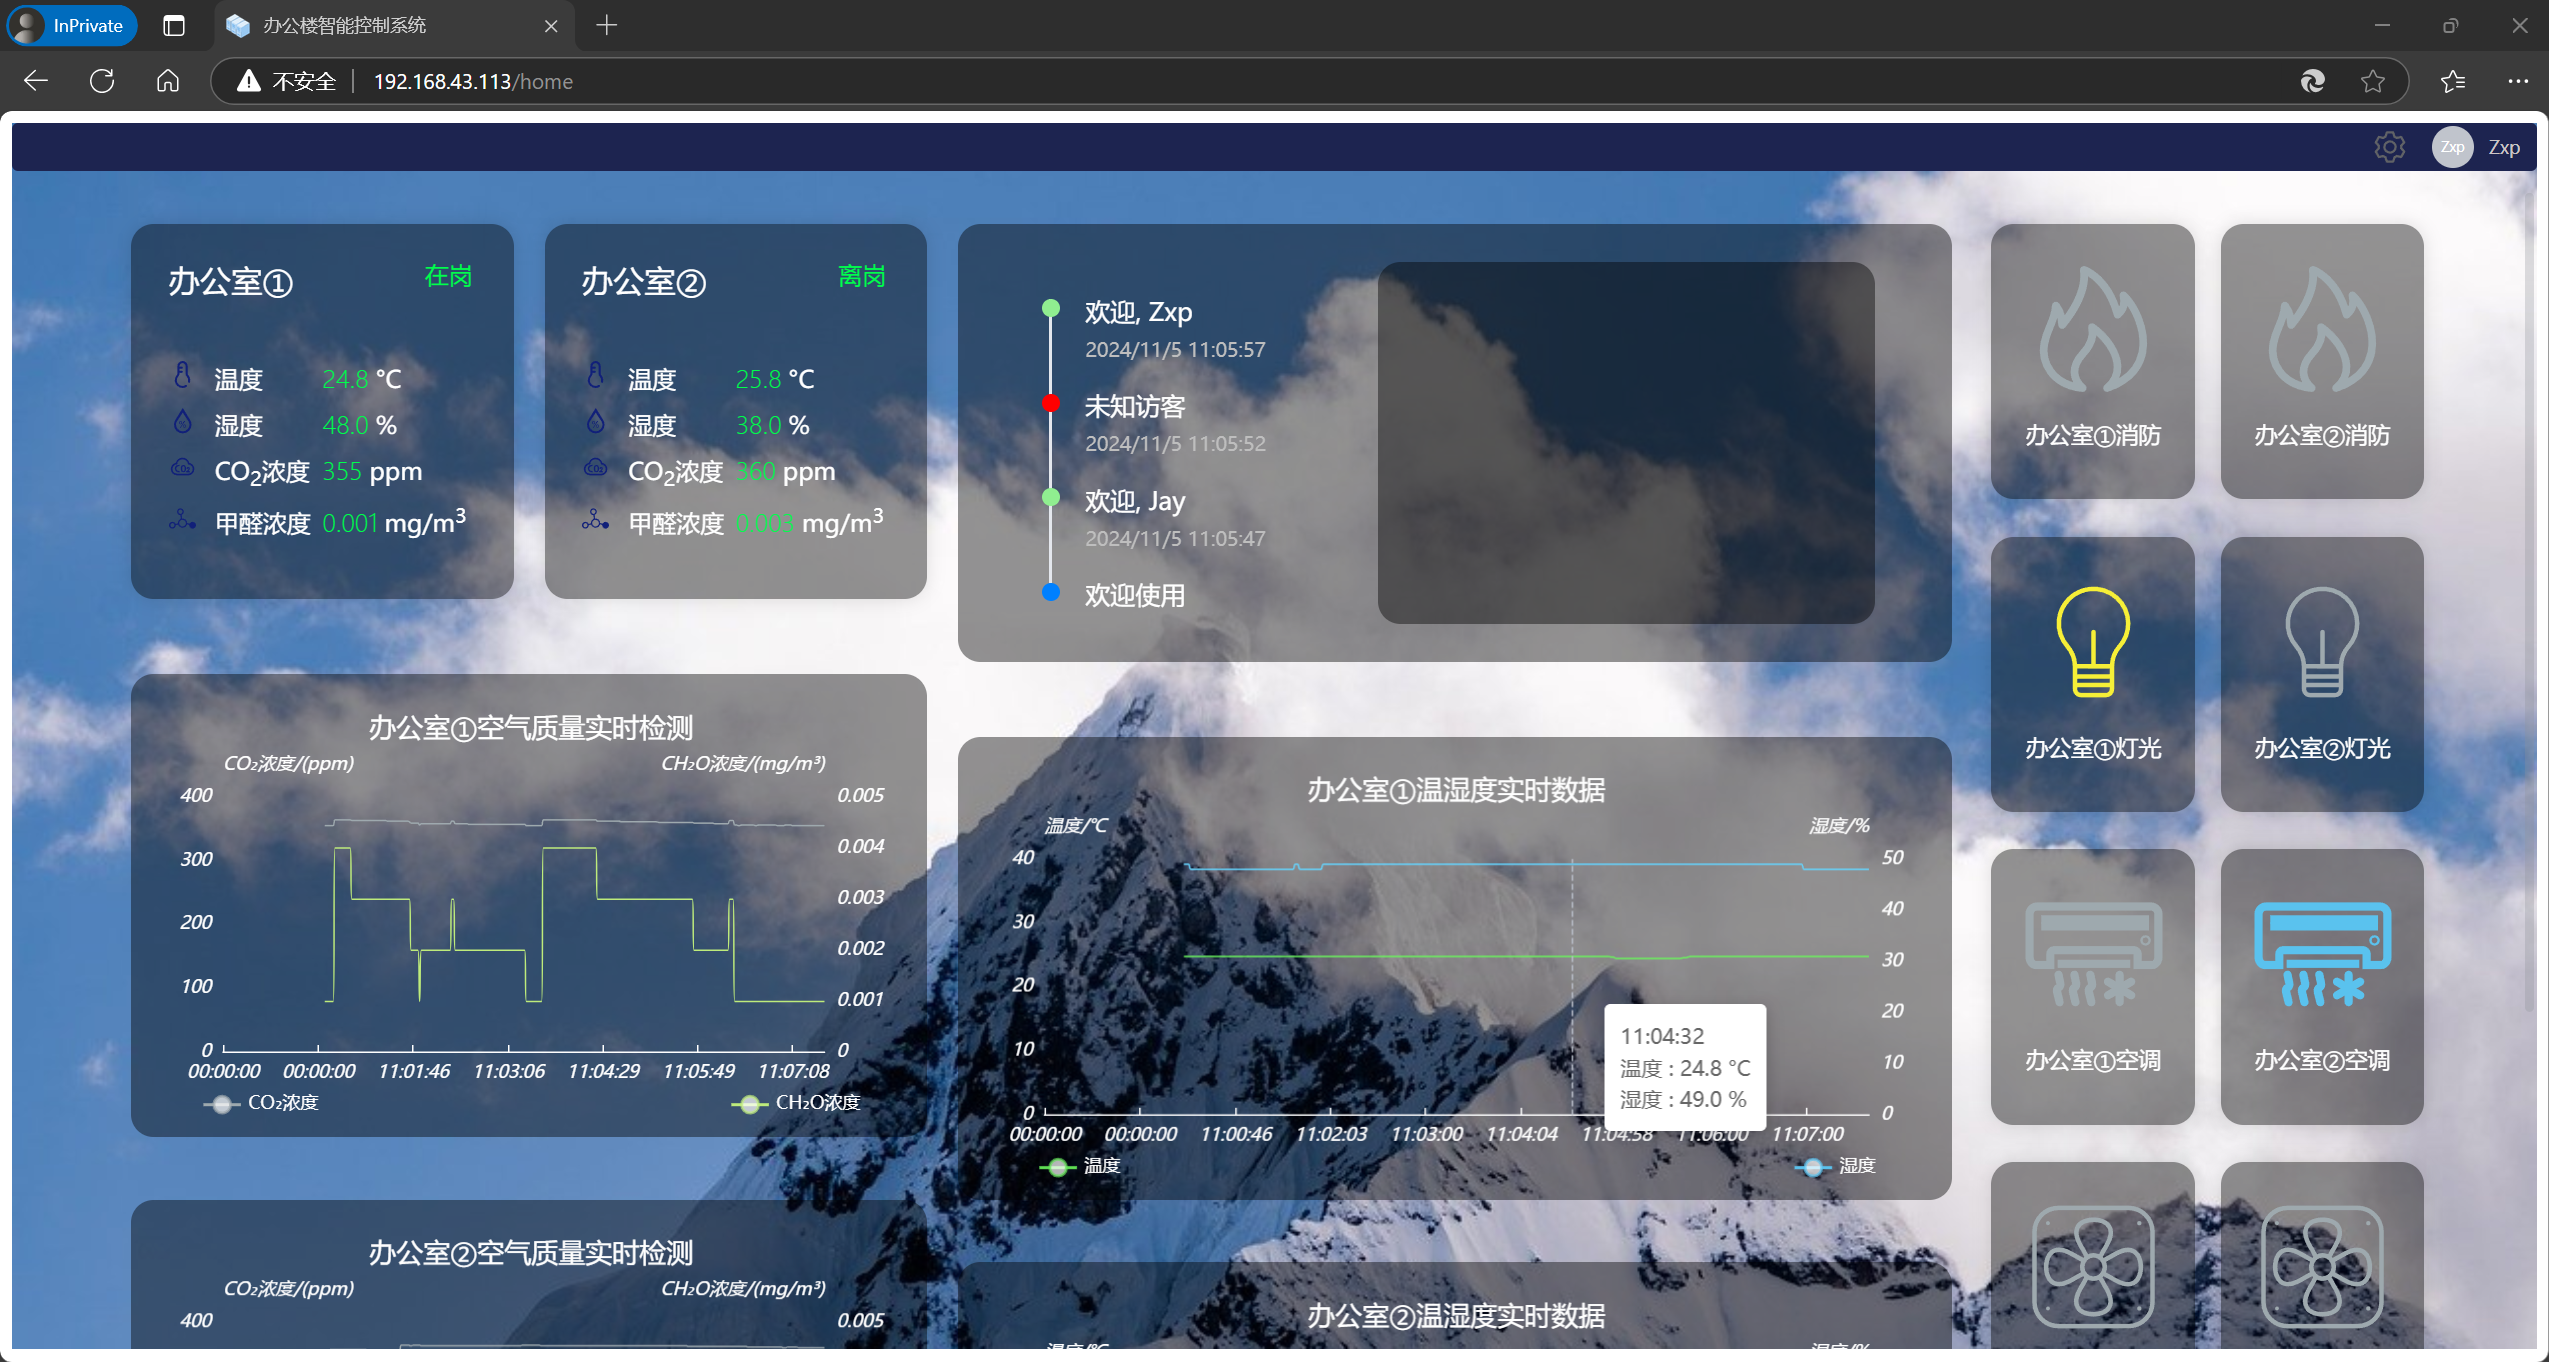 InPrivate
办公楼智能控制系统
不安全
192.168.43.113/home
Zxp
Zxp
办公室①
在岗
温度 24.8 °C
湿度 48.0 %
CO₂浓度 355 ppm
甲醛浓度 0.001 mg/m³
办公室②
离岗
温度 25.8 °C
湿度 38.0 %
CO₂浓度 360 ppm
甲醛浓度 0.003 mg/m³
欢迎, Zxp
2024/11/5 11:05:57
未知访客
2024/11/5 11:05:52
欢迎, Jay
2024/11/5 11:05:47
欢迎使用
办公室①消防
办公室②消防
办公室①灯光
办公室②灯光
办公室①空调
办公室②空调
办公室①空气质量实时检测
CO₂浓度/(ppm)
CH₂O浓度/(mg/m³)
400
300
200
100
0
0.005
0.004
0.003
0.002
0.001
0
00:00:00 00:00:00 11:01:46 11:03:06 11:04:29 11:05:49 11:07:08
CO₂浓度
CH₂O浓度
办公室①温湿度实时数据
温度/℃
湿度/%
40
30
20
10
0
50
40
30
20
10
0
11:04:32
温度 : 24.8 °C
湿度 : 49.0 %
00:00:00 00:00:00 11:00:46 11:02:03 11:03:00 11:04:04 11:04:58 11:06:00 11:07:00
温度
湿度
办公室②空气质量实时检测
CO₂浓度/(ppm)
CH₂O浓度/(mg/m³)
400
0.005
办公室②温湿度实时数据
温度/℃
湿度/%